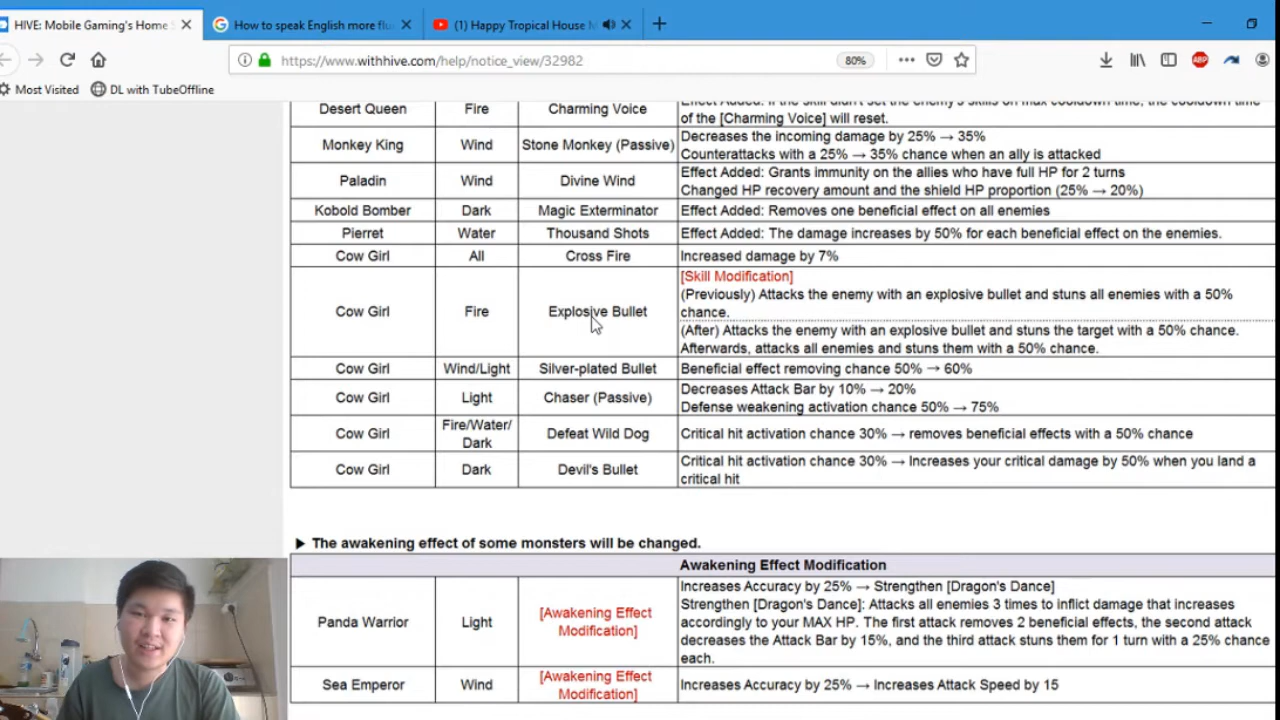 HIVE: Mobile Gaming's Home
How to speak English more flu
(1) Happy Tropical House
https://www.withhive.com/help/notice_view/32982
80%
ABP
Most Visited
DL with TubeOffline
Desert Queen Fire Charming Voice
of the [Charming Voice] will reset.
Monkey King Wind Stone Monkey (Passive) Decreases the incoming damage by 25% → 35%
Counterattacks with a 25% → 35% chance when an ally is attacked
Paladin Wind Divine Wind Effect Added: Grants immunity on the allies who have full HP for 2 turns
Changed HP recovery amount and the shield HP proportion (25% → 20%)
Kobold Bomber Dark Magic Exterminator Effect Added: Removes one beneficial effect on all enemies
Pierret Water Thousand Shots Effect Added: The damage increases by 50% for each beneficial effect on the enemies.
Cow Girl All Cross Fire Increased damage by 7%
Cow Girl Fire Explosive Bullet [Skill Modification]
(Previously) Attacks the enemy with an explosive bullet and stuns all enemies with a 50%
chance.
(After) Attacks the enemy with an explosive bullet and stuns the target with a 50% chance.
Afterwards, attacks all enemies and stuns them with a 50% chance.
Cow Girl Wind/Light Silver-plated Bullet Beneficial effect removing chance 50% → 60%
Cow Girl Light Chaser (Passive) Decreases Attack Bar by 10% → 20%
Defense weakening activation chance 50% → 75%
Cow Girl Fire/Water/
Dark Defeat Wild Dog Critical hit activation chance 30% → removes beneficial effects with a 50% chance
Cow Girl Dark Devil's Bullet Critical hit activation chance 30% → Increases your critical damage by 50% when you land a
critical hit
▶ The awakening effect of some monsters will be changed.
Awakening Effect Modification
Panda Warrior Light [Awakening Effect
Modification] Increases Accuracy by 25% → Strengthen [Dragon's Dance]
Strengthen [Dragon's Dance]: Attacks all enemies 3 times to inflict damage that increases
accordingly to your MAX HP. The first attack removes 2 beneficial effects, the second attack
decreases the Attack Bar by 15%, and the third attack stuns them for 1 turn with a 25% chance
each.
Sea Emperor Wind [Awakening Effect
Modification] Increases Accuracy by 25% → Increases Attack Speed by 15